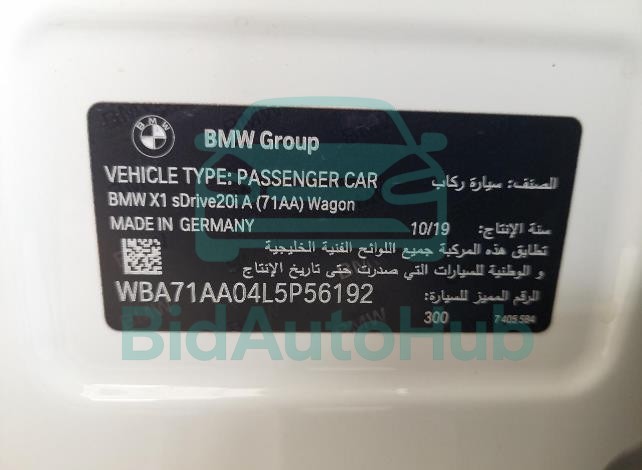 BMW
BMW Group
VEHICLE TYPE: PASSENGER CAR الصنف: سيارة ركاب
BMW X1 sDrive20i A (71AA) Wagon
MADE IN GERMANY 10/19 سنة الإنتاج:
تطابق هذه المركبة جميع اللوائح الفنية الخليجية
و الوطنية للسيارات التي صدرت حتى تاريخ الإنتاج
WBA71AA04L5P56192 الرقم المميز للسيارة
300 7 405 584
BidAutoHub